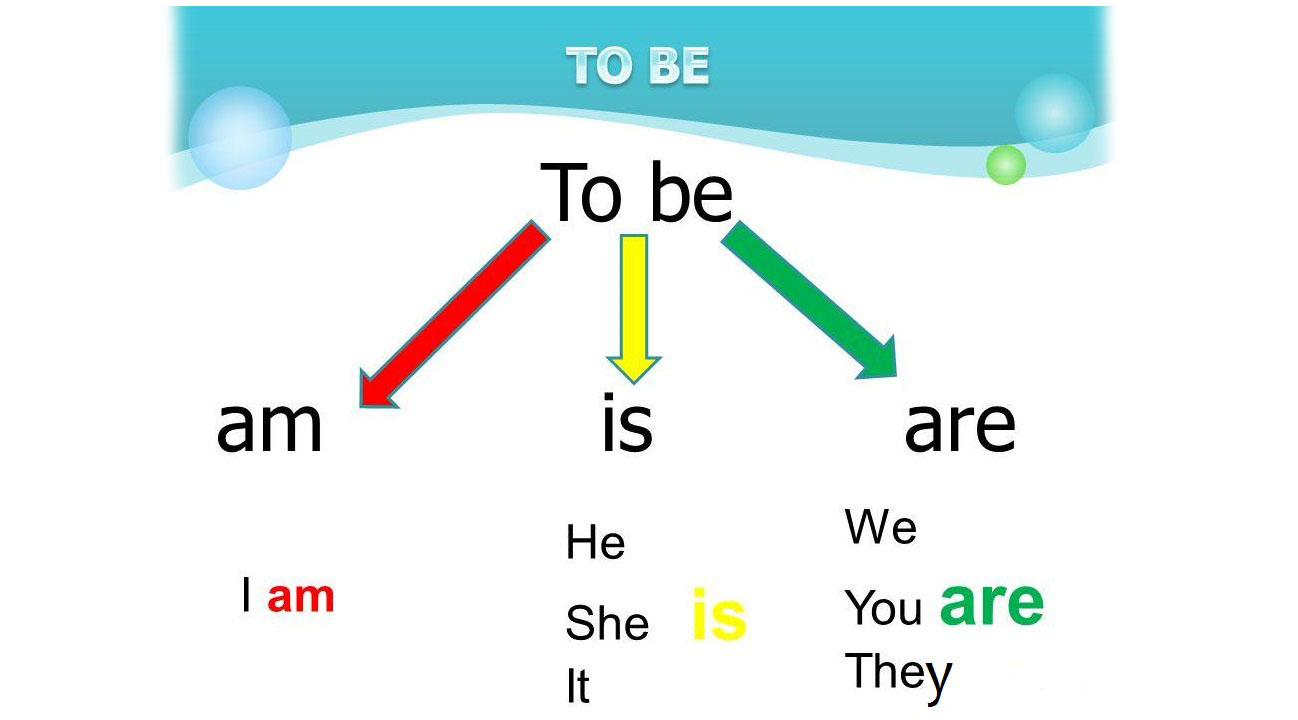 TO BE
To be
am is are
I am
He
She is
It
We
You are
They